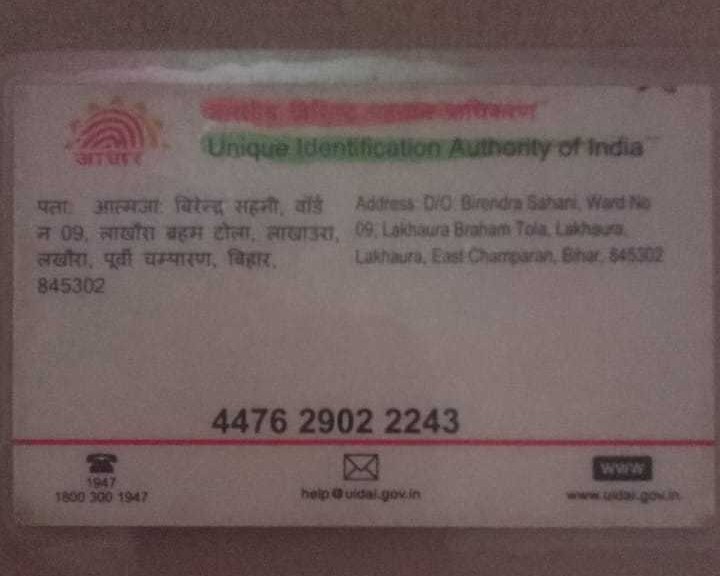 आधार
Unique Identification Authority of India
पता: आत्मजा: बिरेन्द्र सहनी, वॉर्ड
न 09, लाखौरा ब्रहम टोला, लाखाउरा,
लखौरा, पूर्वी चम्पारण, बिहार,
845302
Address: D/O: Birendra Sahani, Ward No
09, Lakhaura Braham Tola, Lakhaura,
Lakhaura, East Champaran, Bihar, 845302
4476 2902 2243
1947
1800 300 1947
help@uidai.gov.in
www
www.uidai.gov.in